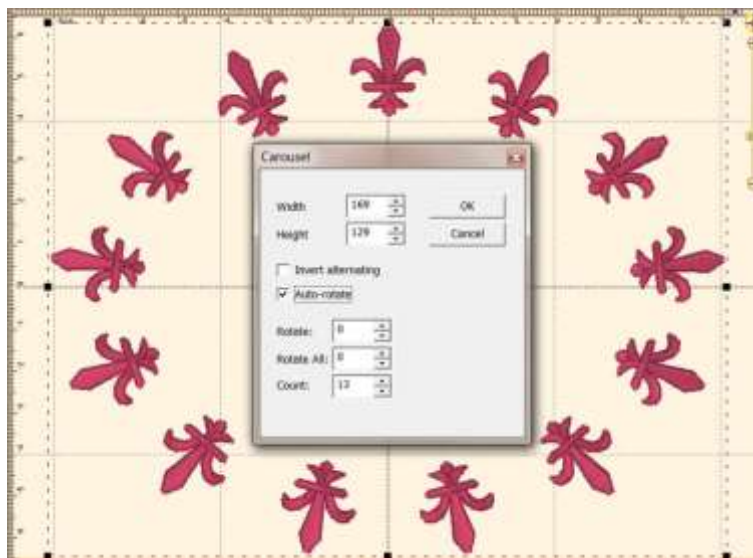 Carousel
Width 169 OK
Height 129 Cancel
Invert alternating
Auto-rotate
Rotate: 0
Rotate All: 0
Count: 13